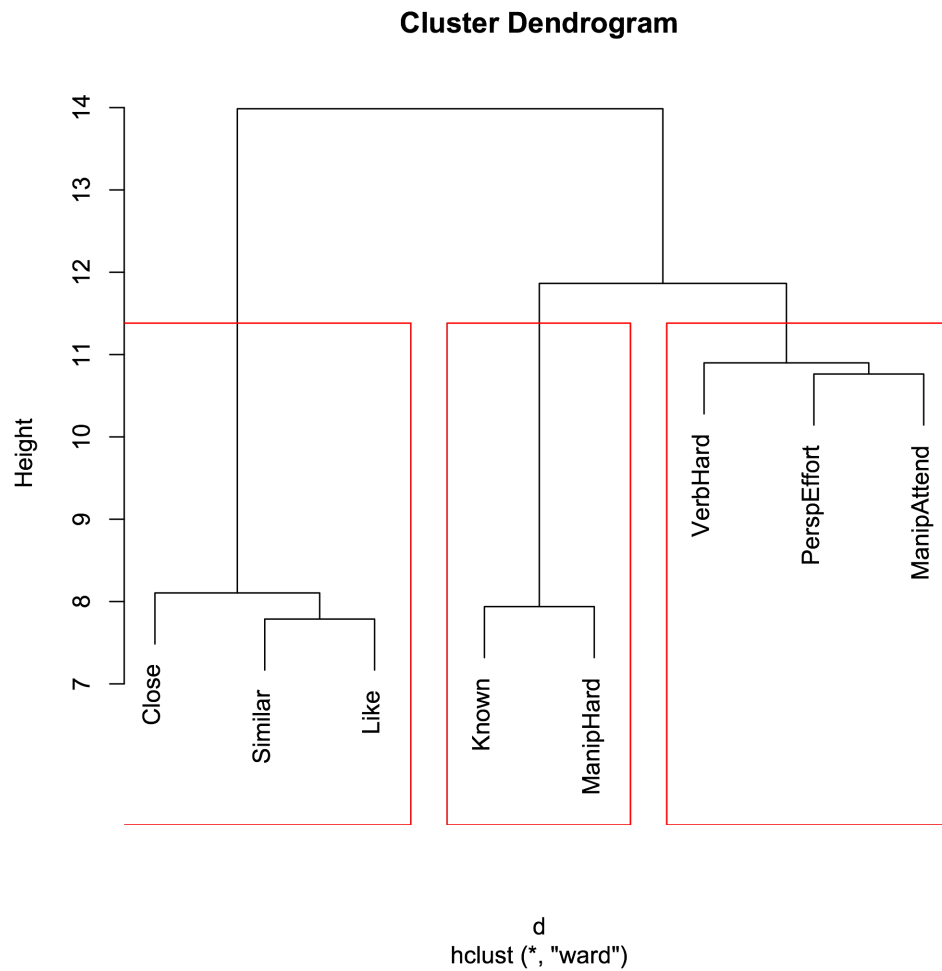 Cluster Dendrogram
Height
14
13
12
11
10
9
8
7
Close
Similar
Like
Known
ManipHard
VerbHard
PerspEffort
ManipAttend
d
hclust (*, "ward")